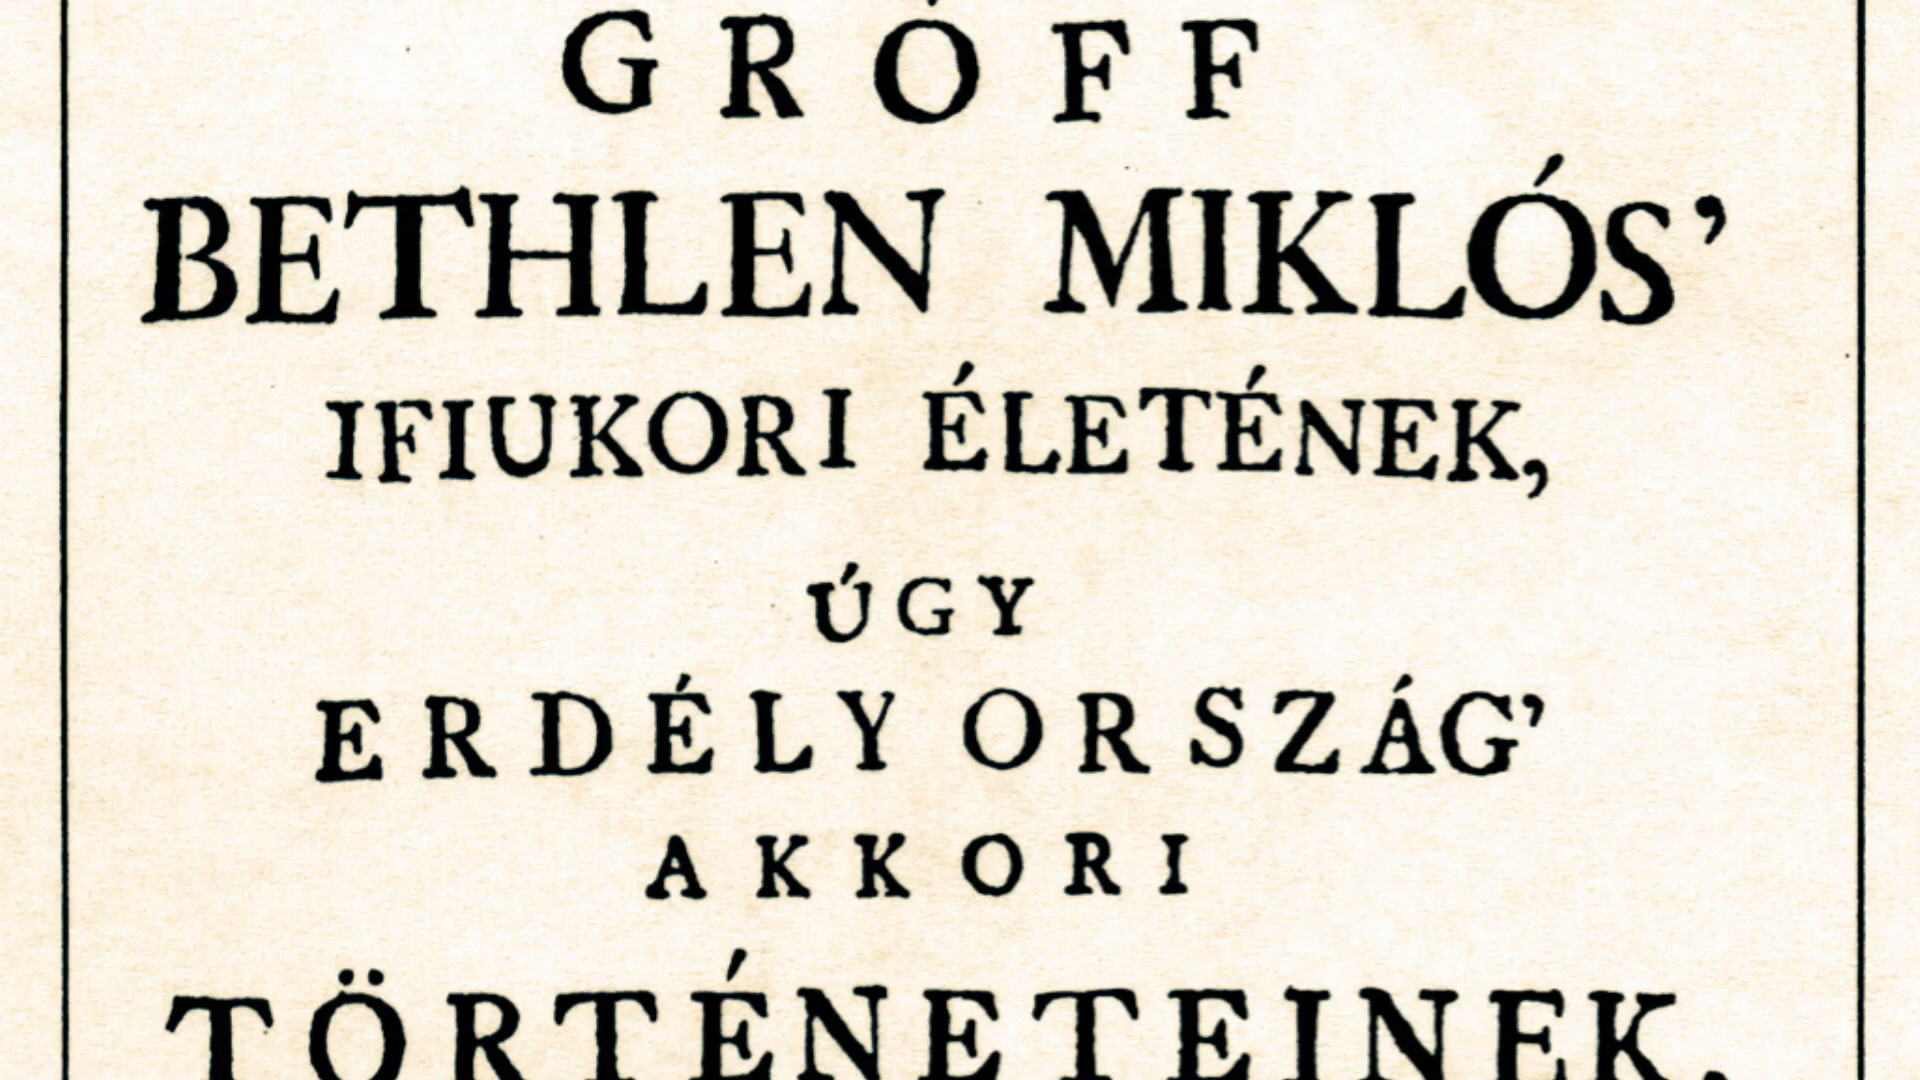 GRÓFF
BETHLEN MIKLÓS’
IFIUKORI ÉLETÉNEK,
ÚGY
ERDÉLY ORSZÁG’
AKKORI
TÖRTÉNETEINEK,